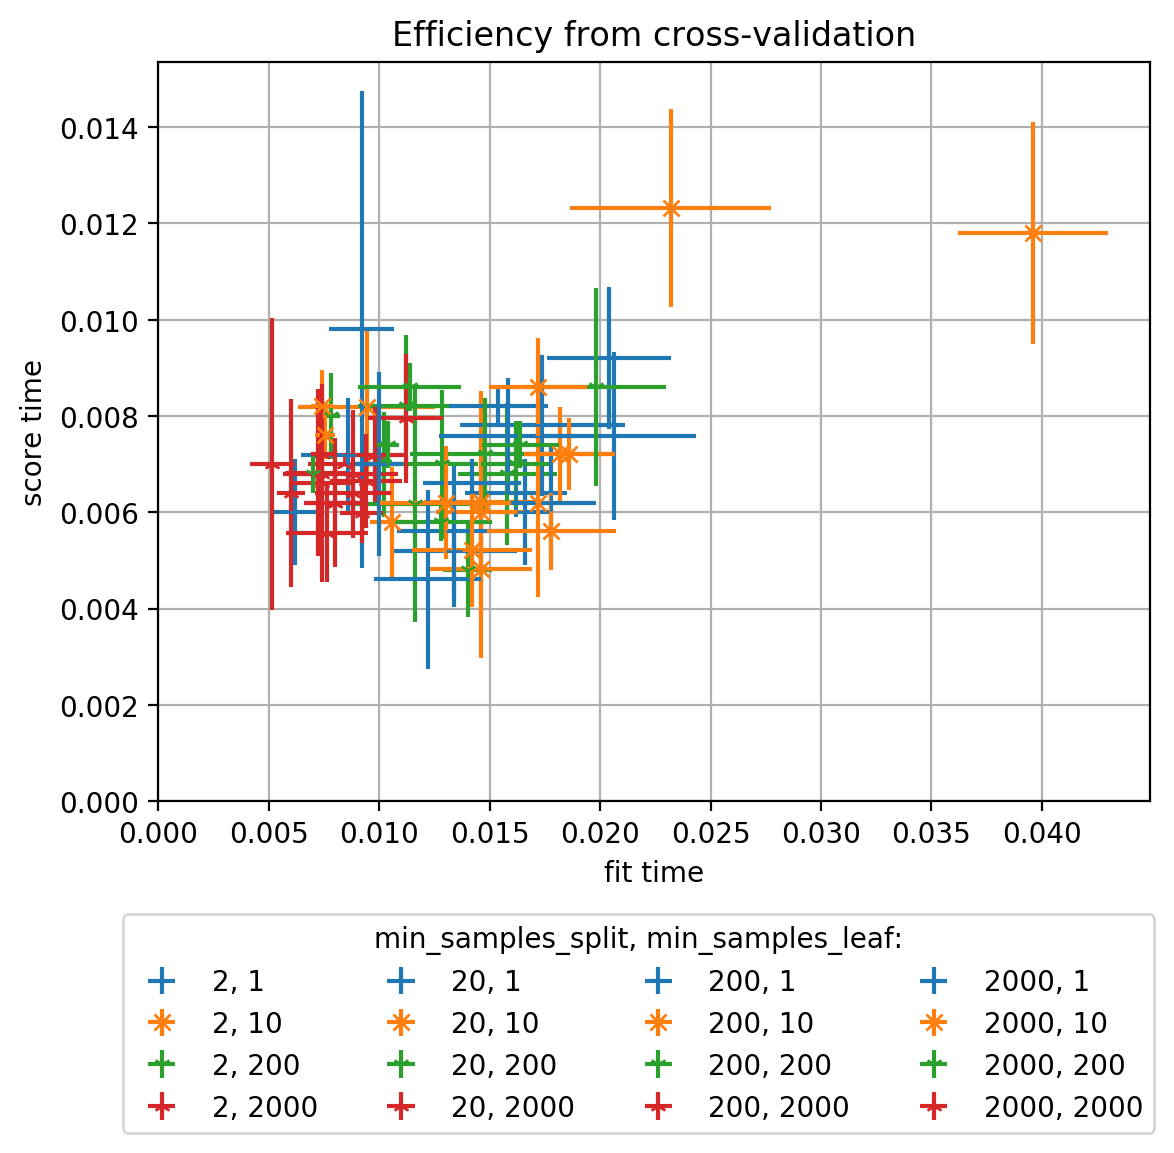 Efficiency from cross-validation
score time
0.014
0.012
0.010
0.008
0.006
0.004
0.002
0.000
0.000 0.005 0.010 0.015 0.020 0.025 0.030 0.035 0.040
fit time
min_samples_split, min_samples_leaf:
2, 1 20, 1 200, 1 2000, 1
2, 10 20, 10 200, 10 2000, 10
2, 200 20, 200 200, 200 2000, 200
2, 2000 20, 2000 200, 2000 2000, 2000